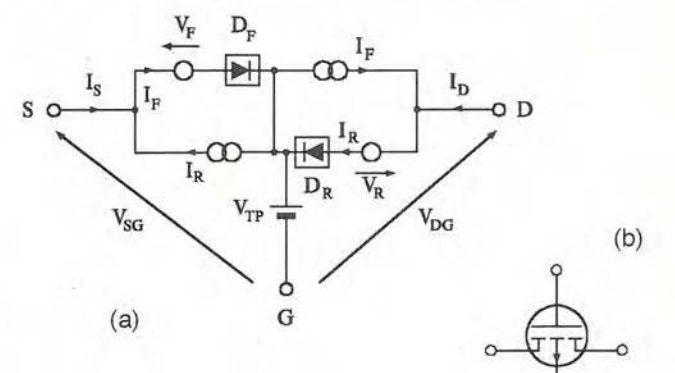 V_F D_F
I_F
I_S I_D
S I_F D
I_R
I_R
D_R V_R
V_TP
V_SG V_DG
(b)
(a) G